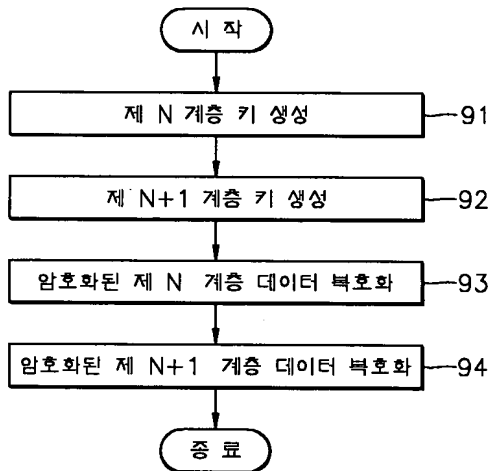 시 작
제 N 계층 키 생성
91
제 N+1 계층 키 생성
92
암호화된 제 N 계층 데이터 복호화
93
암호화된 제 N+1 계층 데이터 복호화
94
종 료